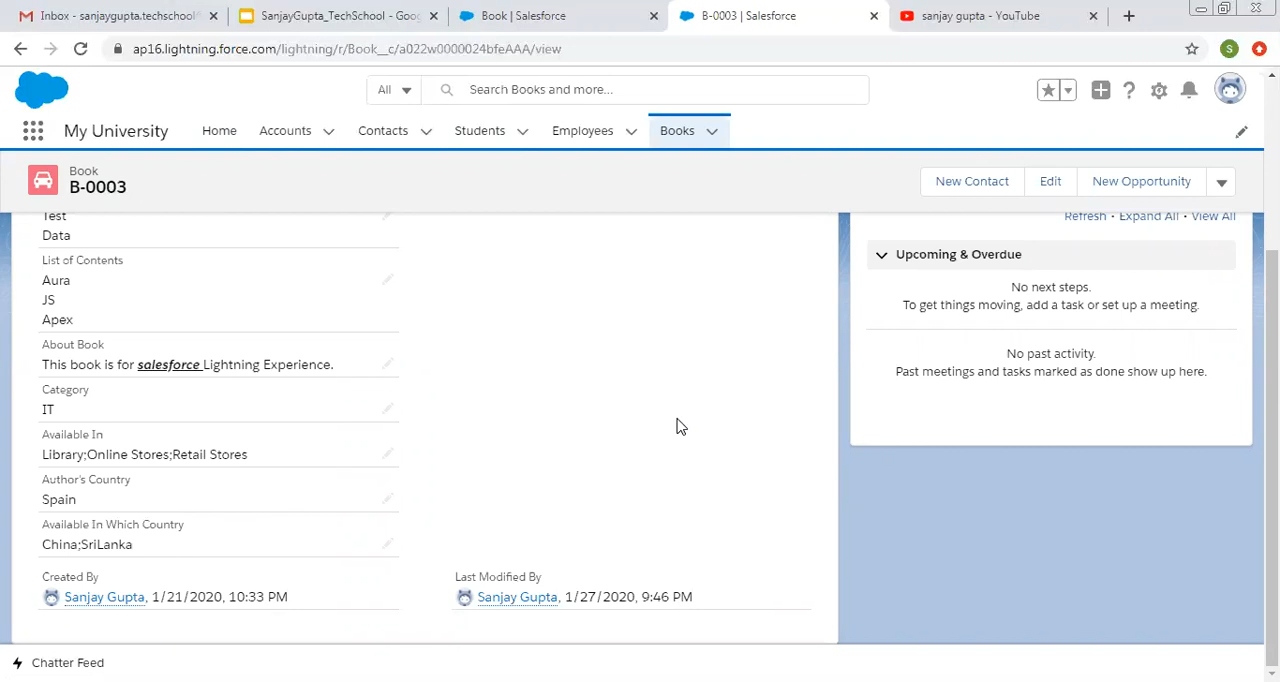 Inbox - sanjaygupta.techschool
SanjayGupta_TechSchool - Goo
Book | Salesforce
B-0003 | Salesforce
sanjay gupta - YouTube
ap16.lightning.force.com/lightning/r/Book__c/a022w0000024bfeAAA/view
S
All
Search Books and more...
My University
Home
Accounts
Contacts
Students
Employees
Books
Book
B-0003
New Contact
Edit
New Opportunity
Test
Data
List of Contents
Aura
JS
Apex
About Book
This book is for salesforce Lightning Experience.
Category
IT
Available In
Library;Online Stores;Retail Stores
Author's Country
Spain
Available In Which Country
China;SriLanka
Created By
Sanjay Gupta, 1/21/2020, 10:33 PM
Last Modified By
Sanjay Gupta, 1/27/2020, 9:46 PM
Refresh • Expand All • View All
Upcoming & Overdue
No next steps.
To get things moving, add a task or set up a meeting.
No past activity.
Past meetings and tasks marked as done show up here.
Chatter Feed